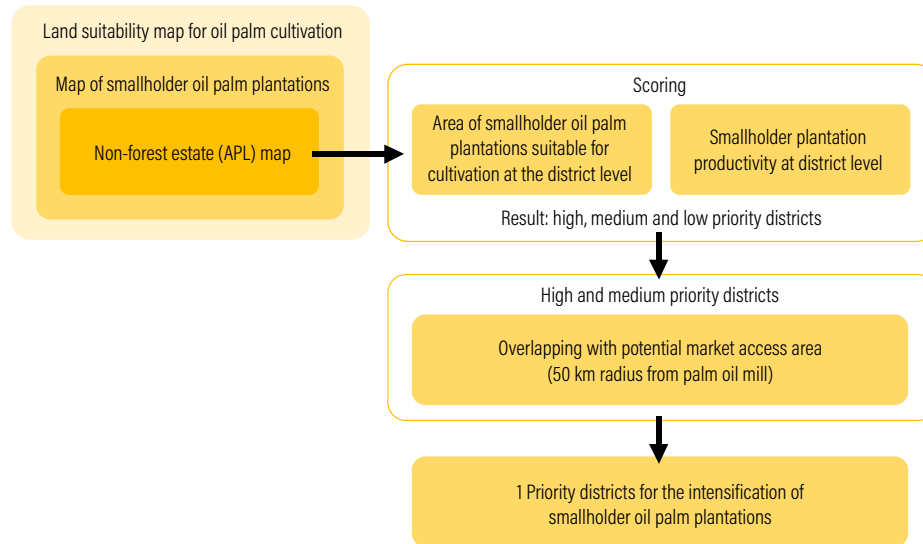 Land suitability map for oil palm cultivation
Map of smallholder oil palm plantations
Non-forest estate (APL) map
Scoring
Area of smallholder oil palm
plantations suitable for
cultivation at the district level
Smallholder plantation
productivity at district level
Result: high, medium and low priority districts
High and medium priority districts
Overlapping with potential market access area
(50 km radius from palm oil mill)
1 Priority districts for the intensification of
smallholder oil palm plantations